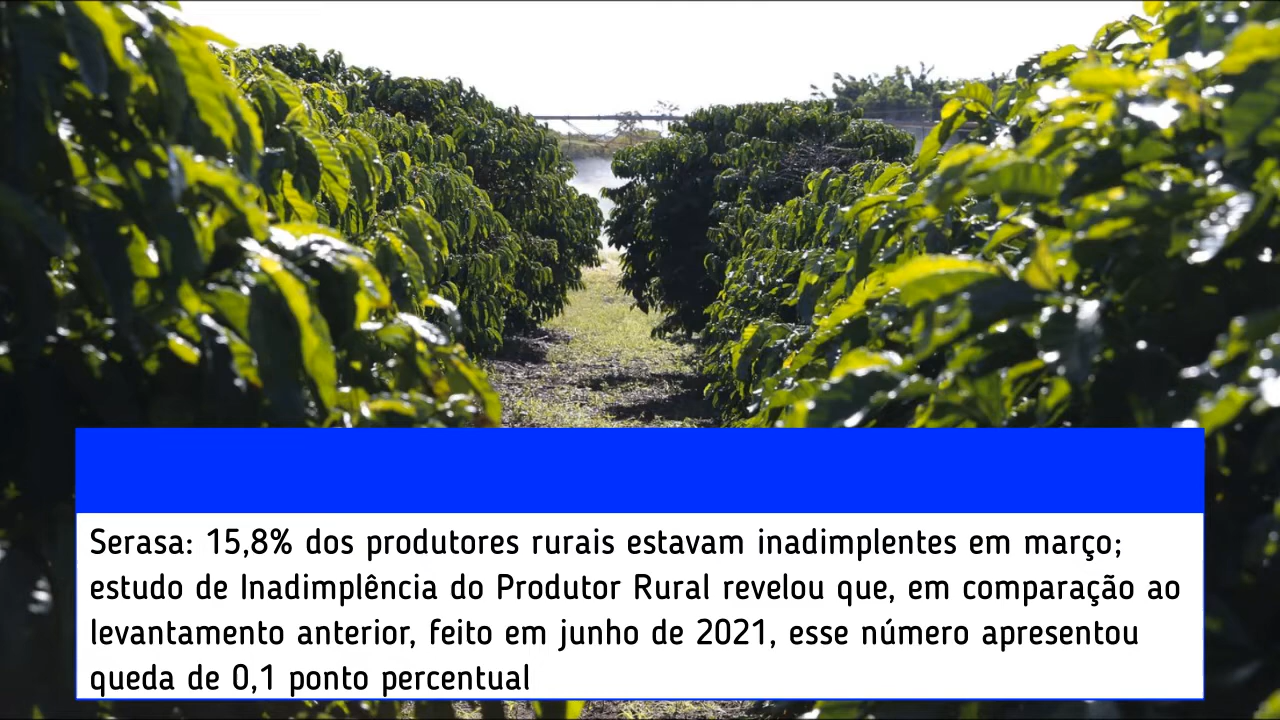 Serasa: 15,8% dos produtores rurais estavam inadimplentes em março;
estudo de Inadimplência do Produtor Rural revelou que, em comparação ao
levantamento anterior, feito em junho de 2021, esse número apresentou
queda de 0,1 ponto percentual